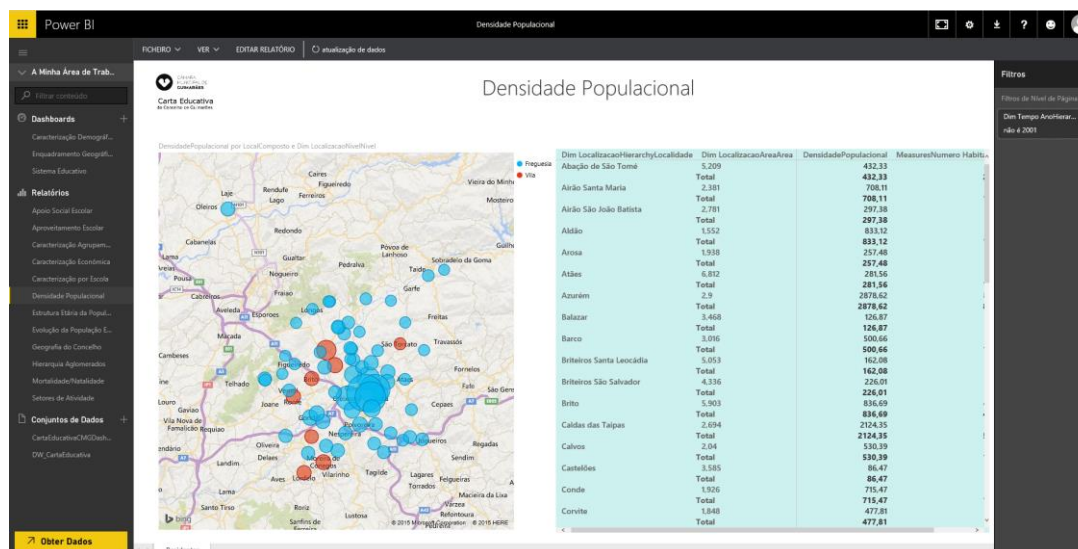 Power BI
Densidade Populacional
?
FICHEIRO VER EDITAR RELATÓRIO atualização de dados
A Minha Área de Trab..
Filtrar conteúdo
Dashboards +
Caracterização Demográf...
Enquadramento Geográfi...
Sistema Educativo
Relatórios
Apoio Social Escolar
Aproveitamento Escolar
Caracterização Agrupam...
Caracterização Económica
Caracterização por Escola
Densidade Populacional
Estrutura Etária da Popul...
Evolução da População E...
Geografia do Concelho
Hierarquia Aglomerados
Mortalidade/Natalidade
Setores de Atividade
Conjuntos de Dados +
CartaEducativaCMGDash...
DW_CartaEducativa
Obter Dados
GUIMARÃES
Carta Educativa
Densidade Populacional
DensidadePopulacional por LocalComposto e Dim LocalizacaoNivelNivel
Freguesia
Vila
Caires
Figueiredo
Vieira do Minho
Laje
Rendufe
Ferreiros
Lago
Mosteiro
Oleiros
Redondo
Cabanelas
Póvoa de
Lanhoso
Lama
Gualtar
Pedralva
Sobradelo da Goma
Taíde
Pousa
Nogueiró
Garfe
Cabreiros
Fraiao
Aveleda
Esporoes
Freitas
Macada
São Torcato
Travassós
Cambeses
Fornelos
Telhado
Brito
Fafe
São Gens
Louro
Joane
Ronfe
Cepaes
Gaviao
Vila Nova de
Famalicão
Requiao
Oliveira
Regadas
Landim
Delaes
Sendim
Aves
Lordelo
Vilarinho
Tagilde
Lagares
Felgueiras
Torrados
Lama
Macieira da Lixa
Santo Tirso
Roriz
Varzea
Lustosa
Refontoura
Sanfins de
Ferreira
bing
© 2015 Microsoft Corporation © 2015 HERE
Dim LocalizacaoHierarchyLocalidade Dim LocalizacaoAreaArea DensidadePopulacional MeasuresNumero Habita
Abação de São Tomé 5,209 432,33
Total 432,33
Airão Santa Maria 2,381 708,11
Total 708,11
Airão São João Batista 2,781 297,38
Total 297,38
Aldão 1,552 833,12
Total 833,12
Arosa 1,938 257,48
Total 257,48
Atães 6,812 281,56
Total 281,56
Azurém 2,9 2878,62
Total 2878,62
Balazar 3,468 126,87
Total 126,87
Barco 3,016 500,66
Total 500,66
Briteiros Santa Leocádia 5,053 162,08
Total 162,08
Briteiros São Salvador 4,336 226,01
Total 226,01
Brito 5,903 836,69
Total 836,69
Caldas das Taipas 2,694 2124,35
Total 2124,35
Calvos 2,04 530,39
Total 530,39
Castelões 3,585 86,47
Total 86,47
Conde 1,926 715,47
Total 715,47
Corvite 1,848 477,81
Total 477,81
Filtros
Filtros de Nível de Página
Dim Tempo AnoHierar...
não é 2001